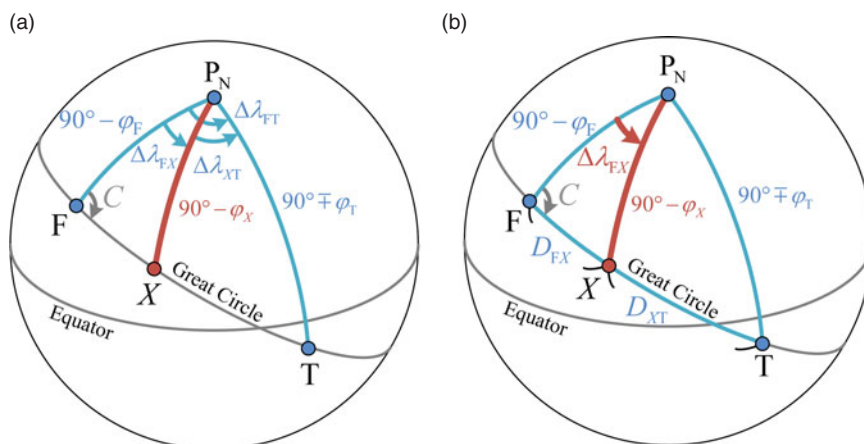 (a)
P_N
90° − φ_F
Δλ_FT
Δλ_FX
Δλ_XT
C
90° − φ_X
90° ∓ φ_T
F
X
Great Circle
Equator
T
(b)
P_N
90° − φ_F
Δλ_FX
C
90° − φ_X
90° ∓ φ_T
F
D_FX
X
Great Circle
D_XT
Equator
T